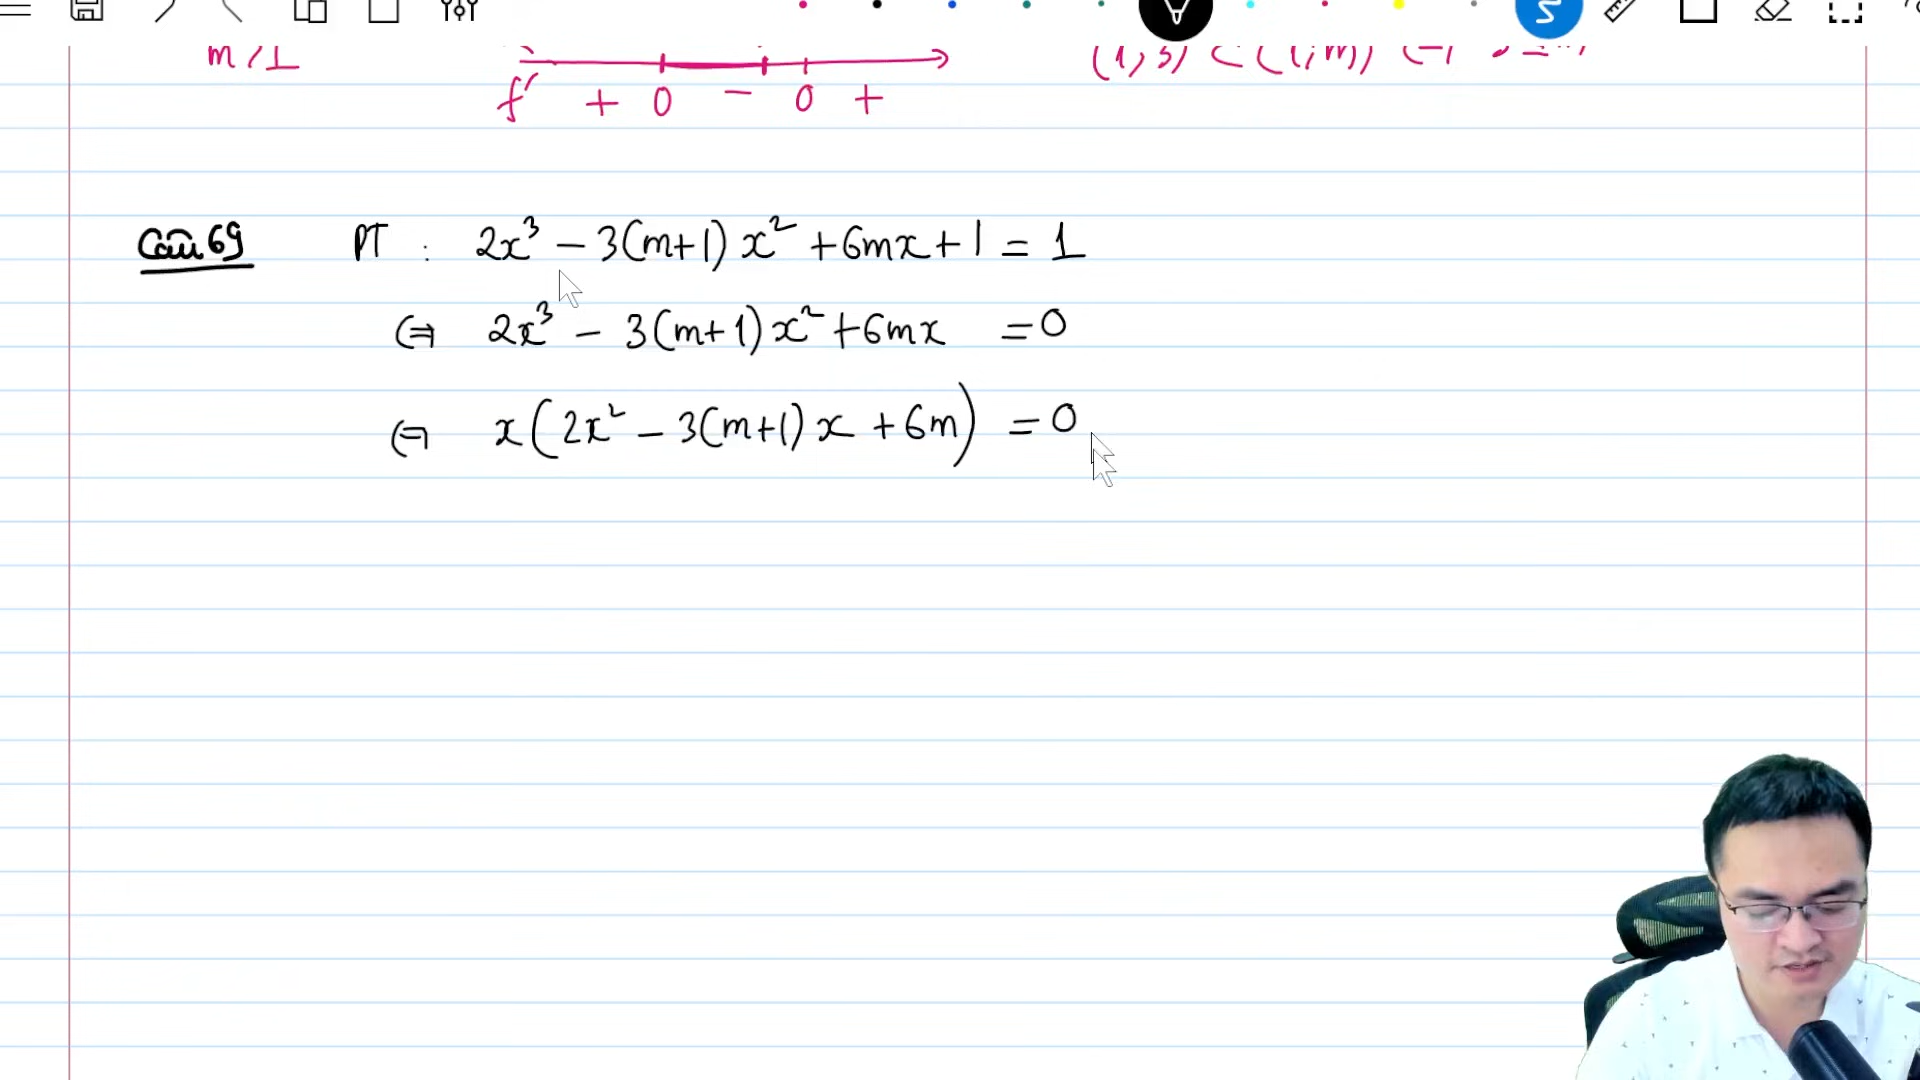 m > 1
f' + 0 - 0 +
Câu 69 PT : 2x³ - 3(m+1)x² + 6mx + 1 = 1
⇔ 2x³ - 3(m+1)x² + 6mx = 0
⇔ x(2x² - 3(m+1)x + 6m) = 0